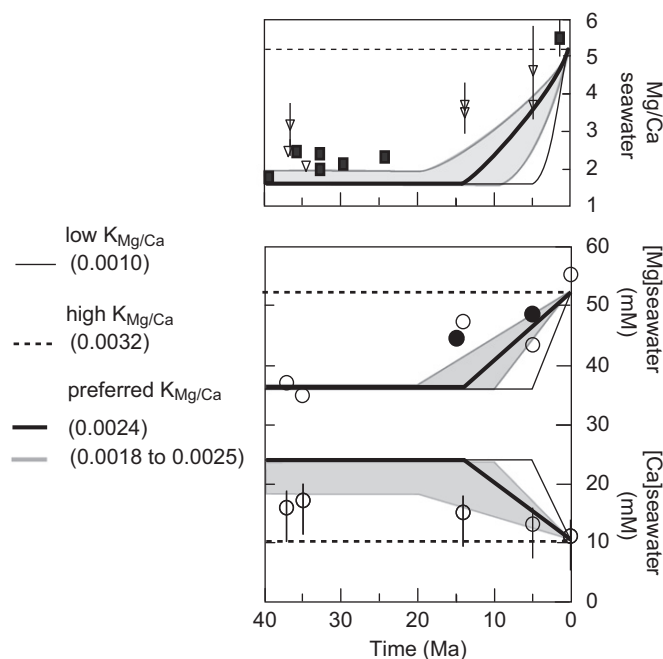 6
5
4
3
2
1
Mg/Ca
seawater
low K_Mg/Ca
(0.0010)
high K_Mg/Ca
(0.0032)
preferred K_Mg/Ca
(0.0024)
(0.0018 to 0.0025)
60
50
40
30
20
10
0
[Mg]seawater
(mM)
[Ca]seawater
(mM)
40 30 20 10 0
Time (Ma)